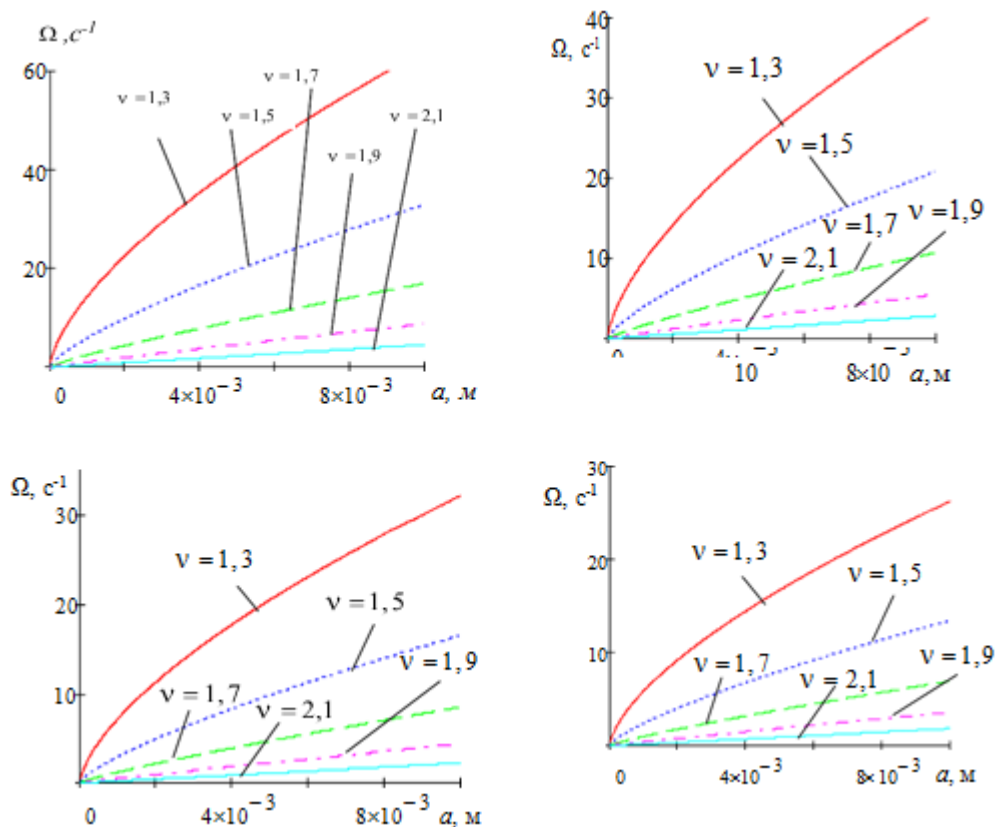 Ω ,с⁻¹
60
40
20
0
ν=1,3
ν=1,5
ν=1,7
ν=1,9
ν=2,1
4×10⁻³
8×10⁻³
a, м
Ω, с⁻¹
40
30
20
10
0
ν=1,3
ν=1,5
ν=1,7
ν=1,9
ν=2,1
10
8×10
a, м
Ω, с⁻¹
30
20
10
0
ν=1,3
ν=1,5
ν=1,9
ν=1,7
ν=2,1
4×10⁻³
8×10⁻³
a, м
Ω, с⁻¹
30
20
10
0
ν=1,3
ν=1,5
ν=1,7
ν=2,1
ν=1,9
4×10⁻³
8×10⁻³
a, м